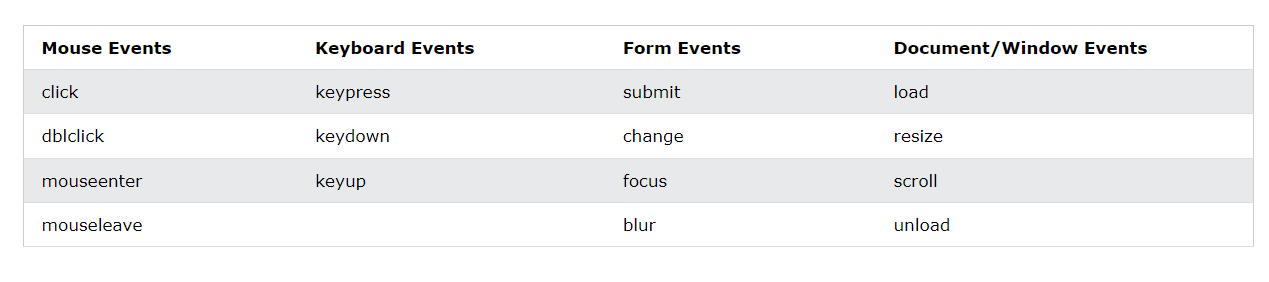 Mouse Events Keyboard Events Form Events Document/Window Events
click keypress submit load
dblclick keydown change resize
mouseenter keyup focus scroll
mouseleave blur unload